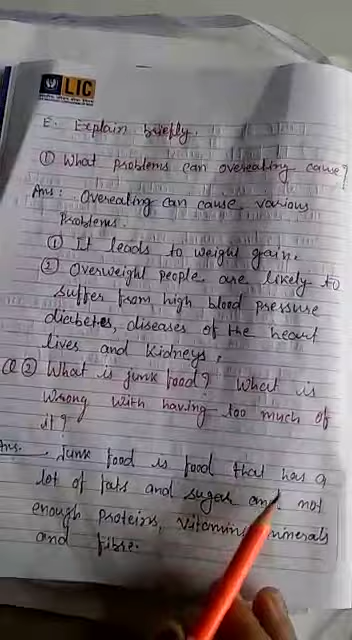 LIC
E. Explain briefly.
① What problems can overeating cause?
Ans: Overeating can cause various
problems.
① It leads to weight gain.
② Overweight people are likely to
suffer from high blood pressure
diabetes, diseases of the heart
lives and kidneys,
Q② What is junk food? What is
wrong with having too much of
it?
Ans. Junk food is food that has a
lot of fats and sugar and not
enough proteins, vitamins minerals
and fibre.